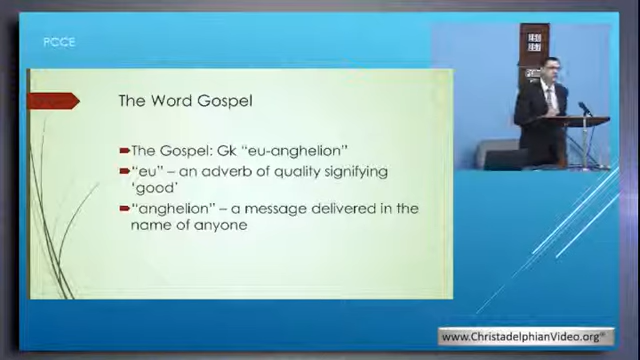 PCCE
The Word Gospel
The Gospel: Gk “eu-anghelion”
“eu” – an adverb of quality signifying
‘good’
“anghelion” – a message delivered in the
name of anyone
www.ChristadelphianVideo.org